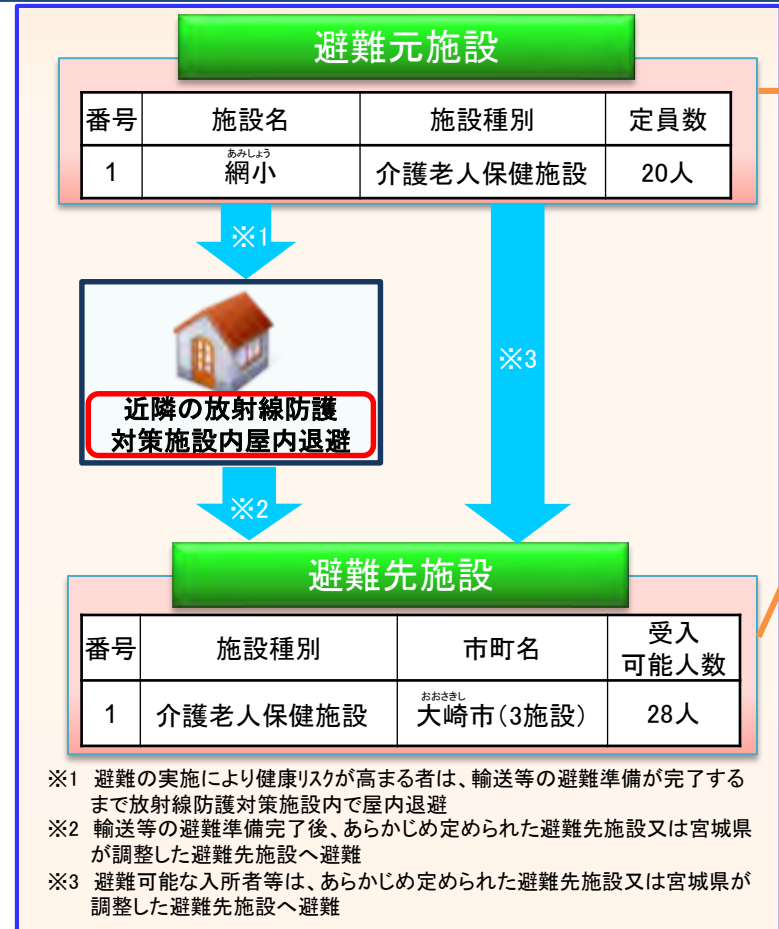 避難元施設
番号 施設名 施設種別 定員数
あみしょう
1 網小 介護老人保健施設 20人
※1
※3
近隣の放射線防護
対策施設内屋内退避
※2
避難先施設
番号 施設種別 市町名 受入
可能人数
おおさきし
1 介護老人保健施設 大崎市(3施設) 28人
※1 避難の実施により健康リスクが高まる者は、輸送等の避難準備が完了する
まで放射線防護対策施設内で屋内退避
※2 輸送等の避難準備完了後、あらかじめ定められた避難先施設又は宮城県
が調整した避難先施設へ避難
※3 避難可能な入所者等は、あらかじめ定められた避難先施設又は宮城県が
調整した避難先施設へ避難